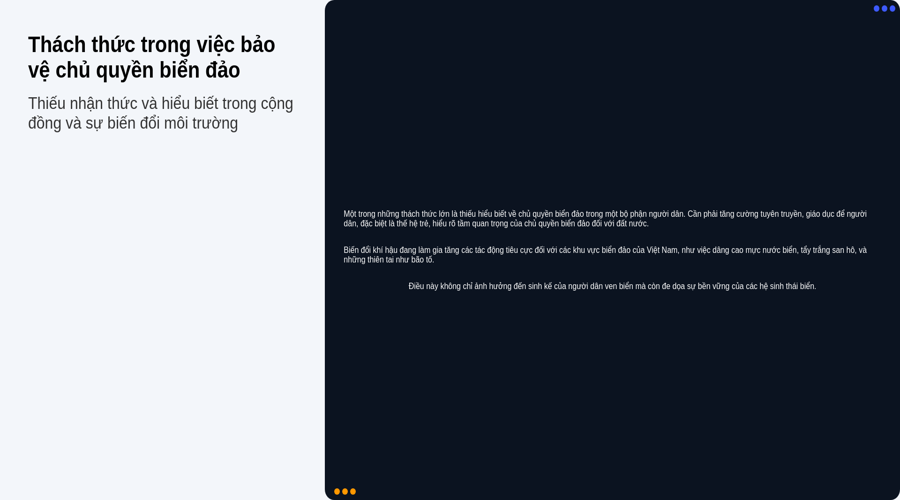 Thách thức trong việc bảo
vệ chủ quyền biển đảo
Thiếu nhận thức và hiểu biết trong cộng
đồng và sự biến đổi môi trường
Một trong những thách thức lớn là thiếu hiểu biết về chủ quyền biển đảo trong một bộ phận người dân. Cần phải tăng cường tuyên truyền, giáo dục để người
dân, đặc biệt là thế hệ trẻ, hiểu rõ tầm quan trọng của chủ quyền biển đảo đối với đất nước.
Biến đổi khí hậu đang làm gia tăng các tác động tiêu cực đối với các khu vực biển đảo của Việt Nam, như việc dâng cao mực nước biển, tẩy trắng san hô, và
những thiên tai như bão tố.
Điều này không chỉ ảnh hưởng đến sinh kế của người dân ven biển mà còn đe dọa sự bền vững của các hệ sinh thái biển.